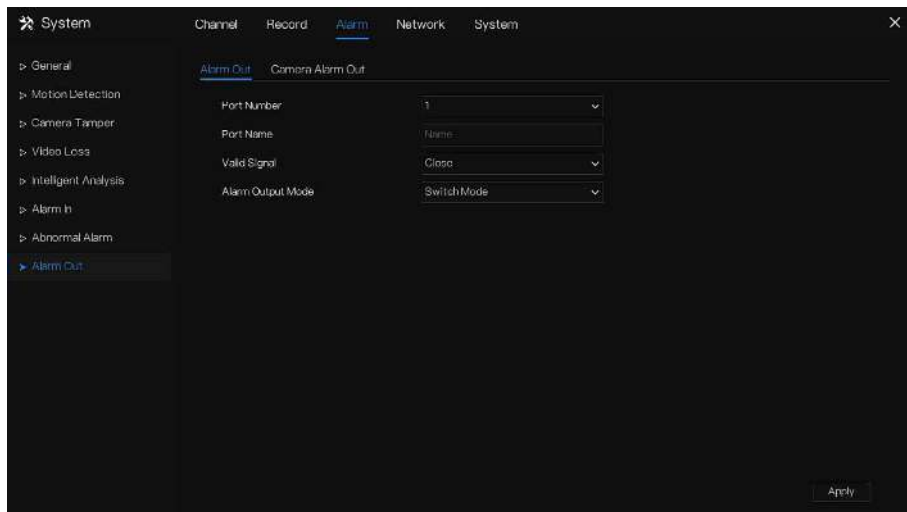 System
Channel Record Alarm Network System
General
Motion Detection
Camera Tamper
Video Loss
Intelligent Analysis
Alarm In
Abnormal Alarm
Alarm Out
Alarm Out Camera Alarm Out
Port Number 1
Port Name Name
Valid Signal Close
Alarm Output Mode Switch Mode
Apply